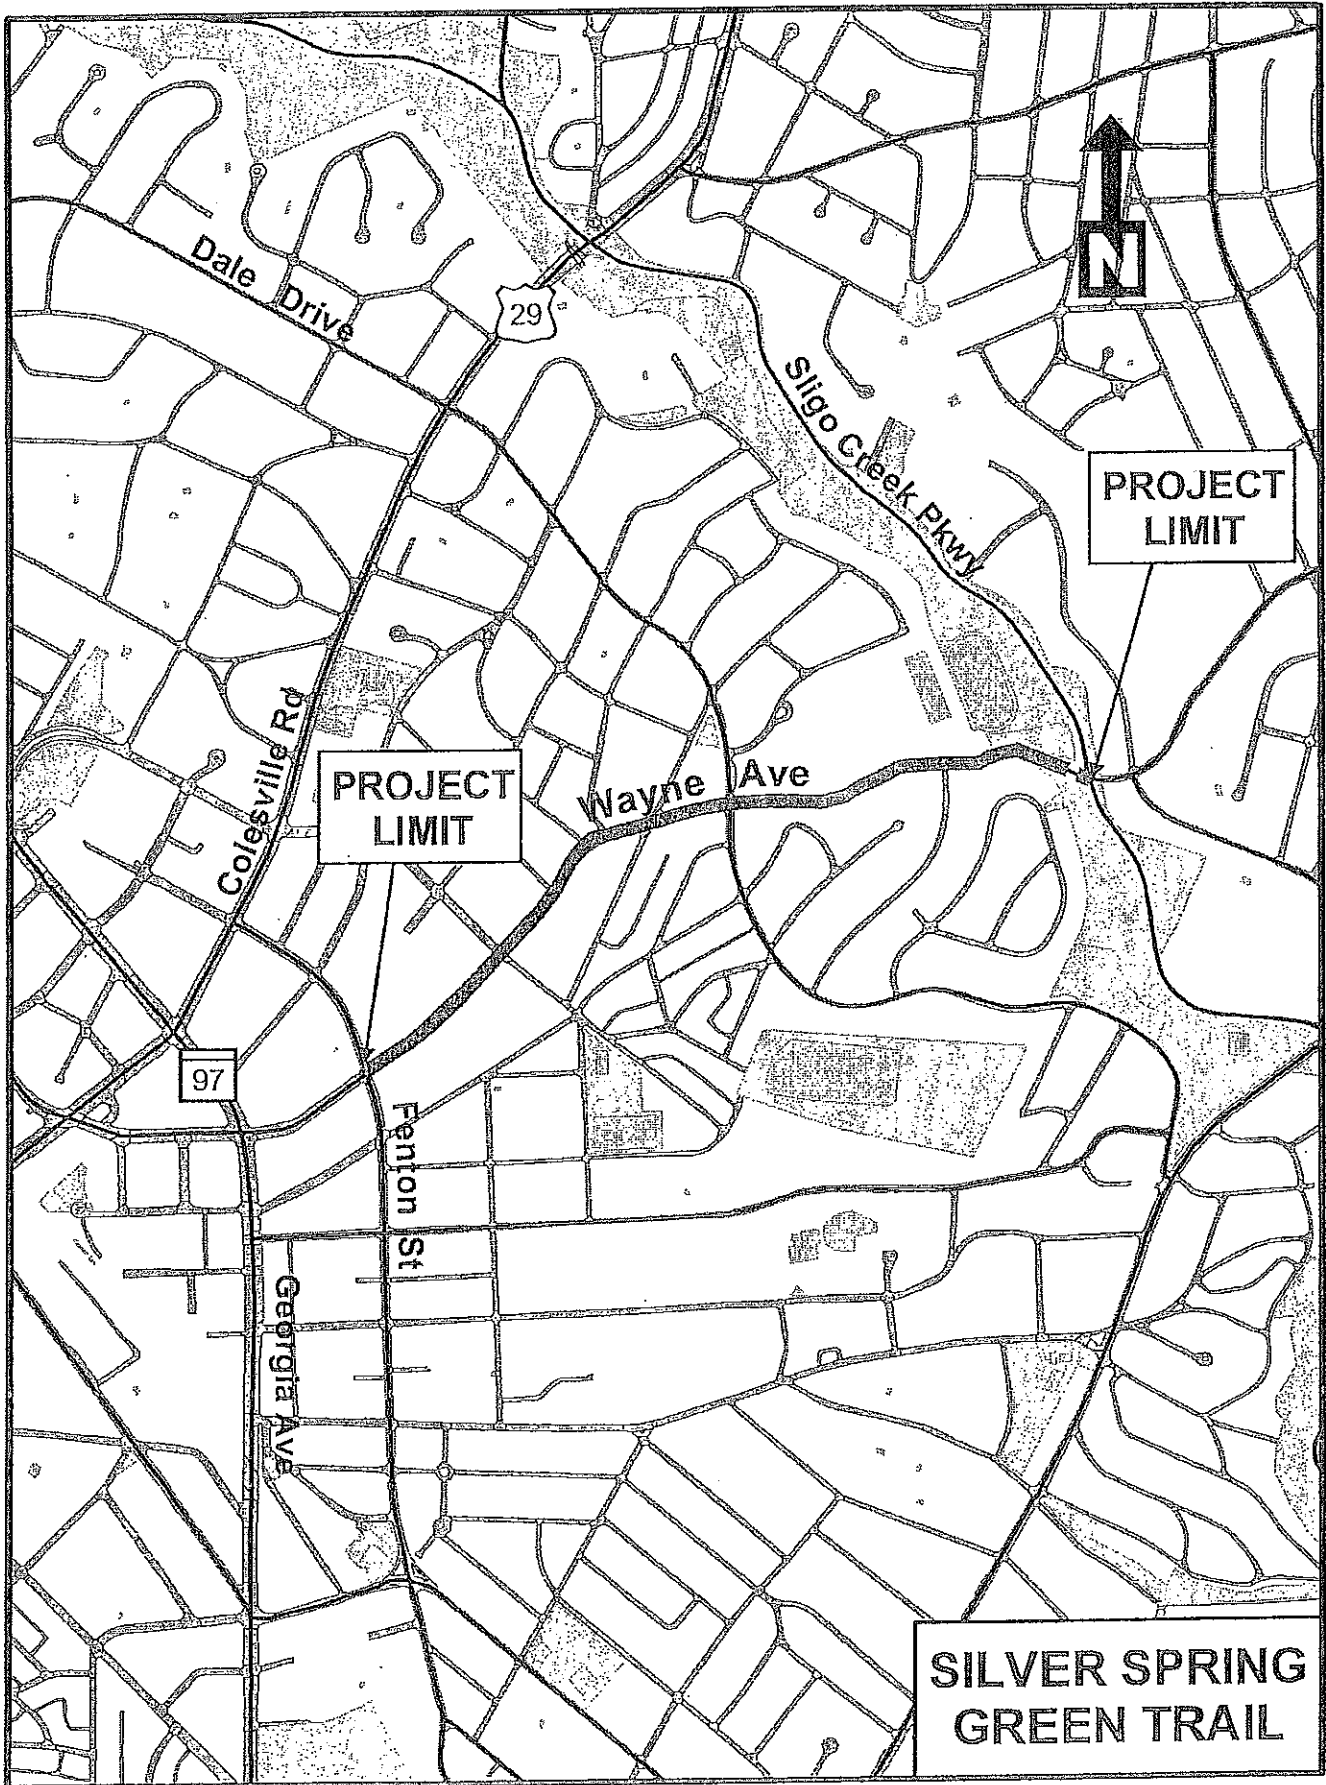 N
Dale Drive
29
Sligo Creek Pkwy
PROJECT
LIMIT
Colesville Rd
PROJECT
LIMIT
Wayne Ave
97
Fenton St
Georgia Ave
SILVER SPRING
GREEN TRAIL